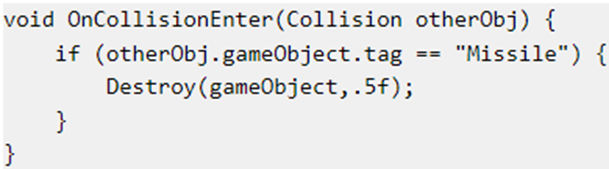 void OnCollisionEnter(Collision otherObj) {
    if (otherObj.gameObject.tag == "Missile") {
        Destroy(gameObject,.5f);
    }
}